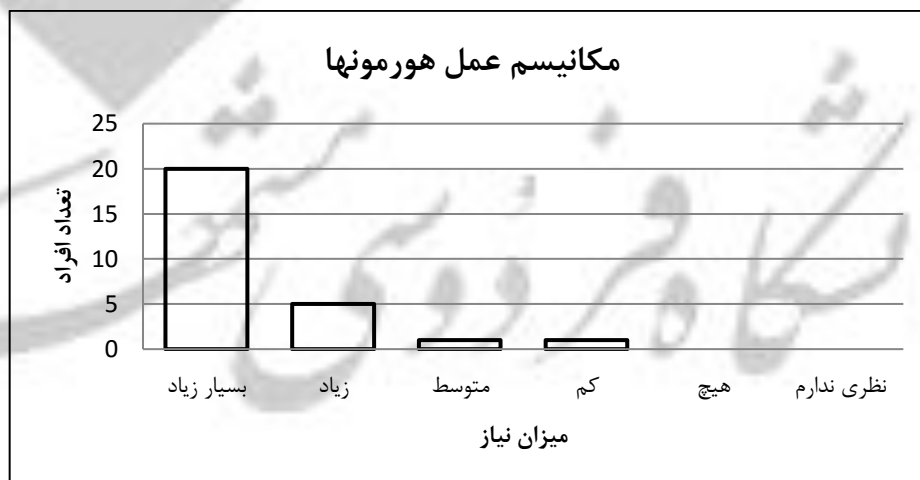 مکانیسم عمل هورمونها
تعداد افراد
25
20
15
10
5
0
بسیار زیاد
زیاد
متوسط
کم
هیچ
نظری ندارم
میزان نیاز